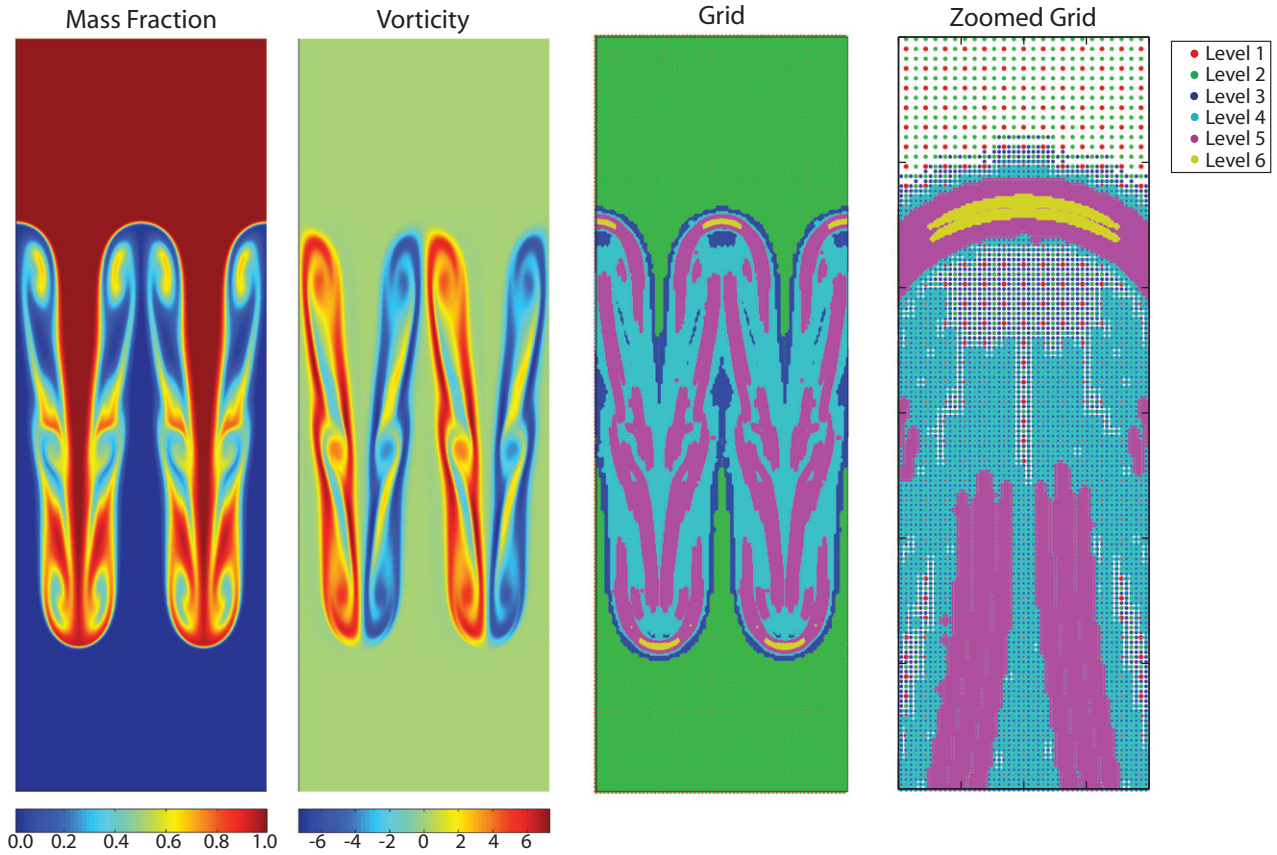 Mass Fraction
Vorticity
Grid
Zoomed Grid
Level 1
Level 2
Level 3
Level 4
Level 5
Level 6
0.0 0.2 0.4 0.6 0.8 1.0
-6 -4 -2 0 2 4 6